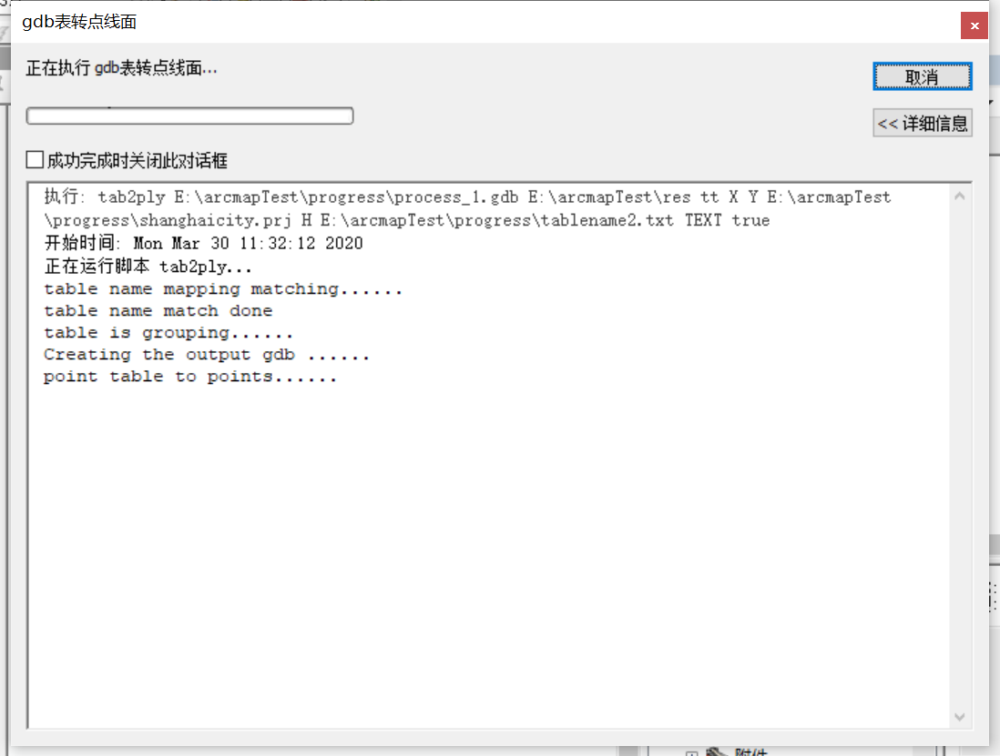 gdb表转点线面
正在执行 gdb表转点线面...
取消
<< 详细信息
成功完成时关闭此对话框
执行: tab2ply E:\arcmapTest\progress\process_1.gdb E:\arcmapTest\res tt X Y E:\arcmapTest
\progress\shanghaicity.prj H E:\arcmapTest\progress\tablename2.txt TEXT true
开始时间: Mon Mar 30 11:32:12 2020
正在运行脚本 tab2ply...
table name mapping matching......
table name match done
table is grouping......
Creating the output gdb ......
point table to points......
附件